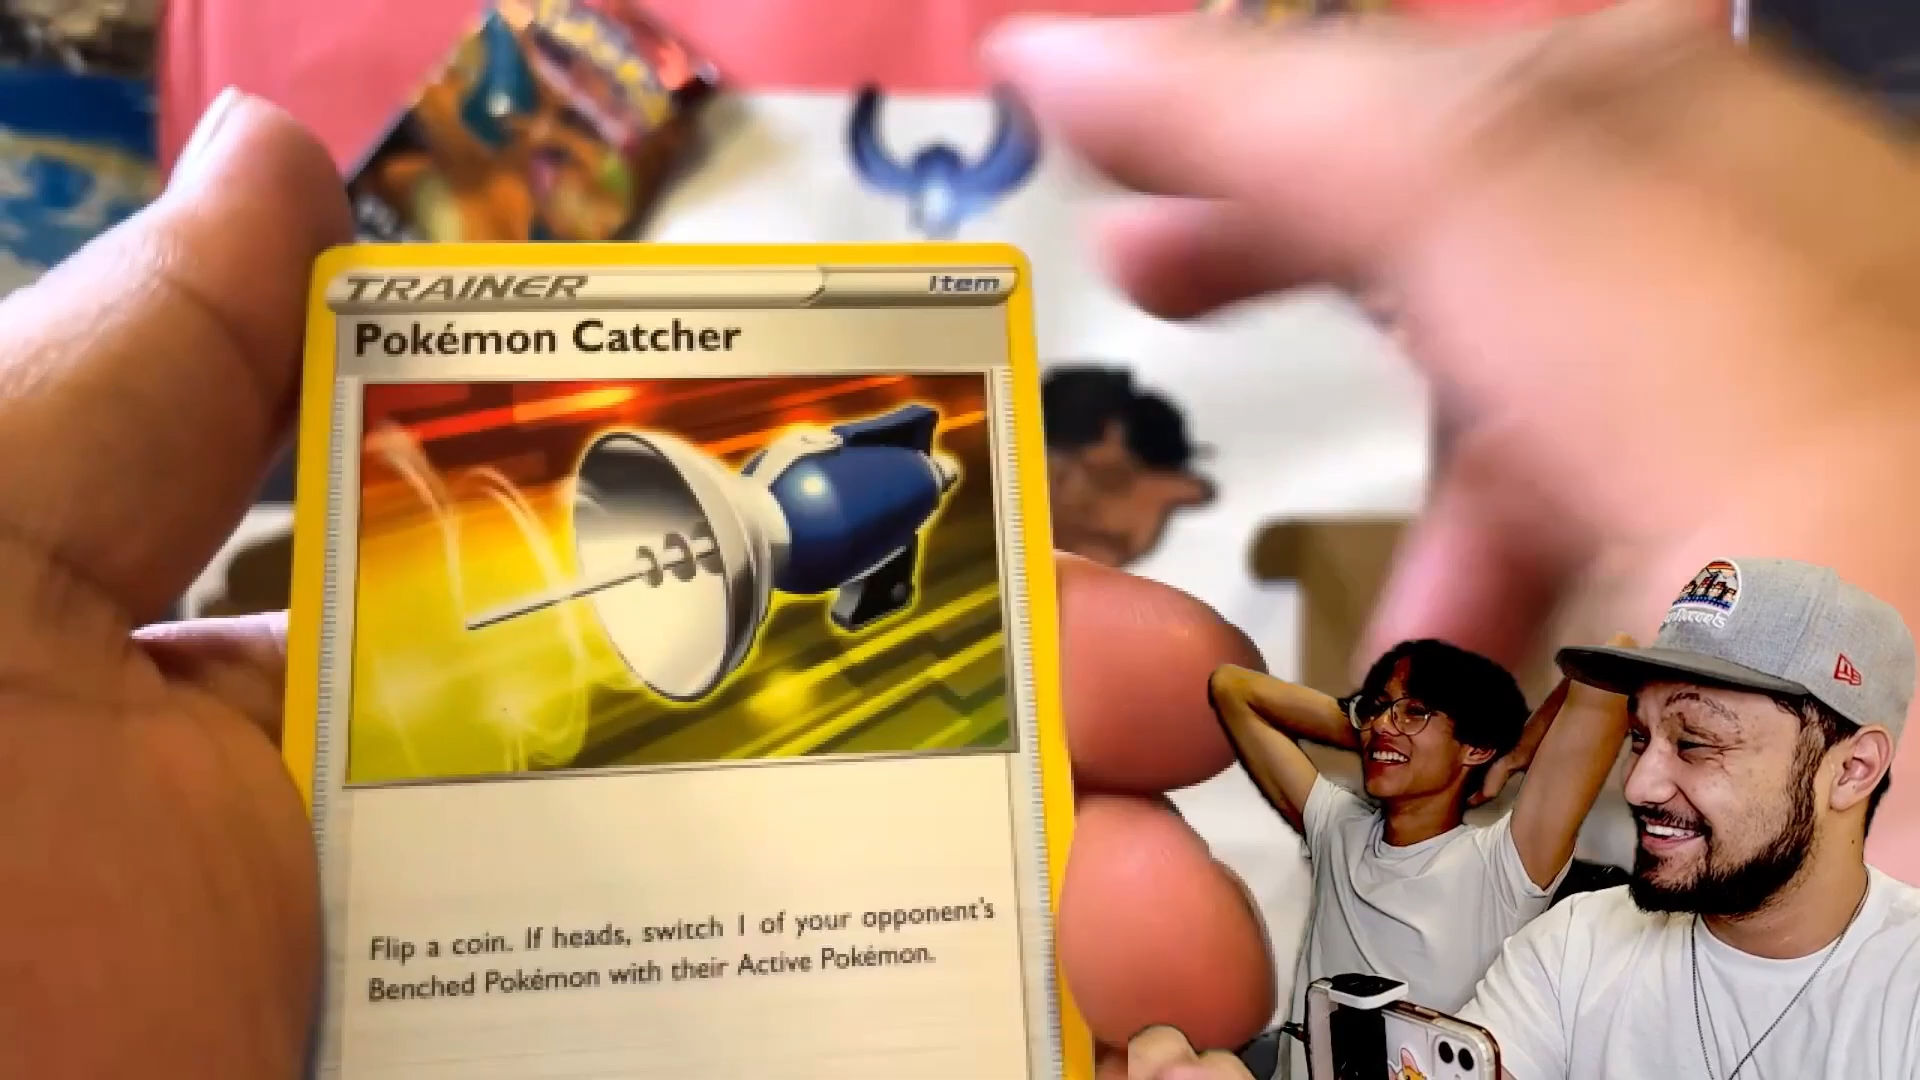 TRAINER
Item
Pokémon Catcher
Flip a coin. If heads, switch 1 of your opponent's
Benched Pokémon with their Active Pokémon.